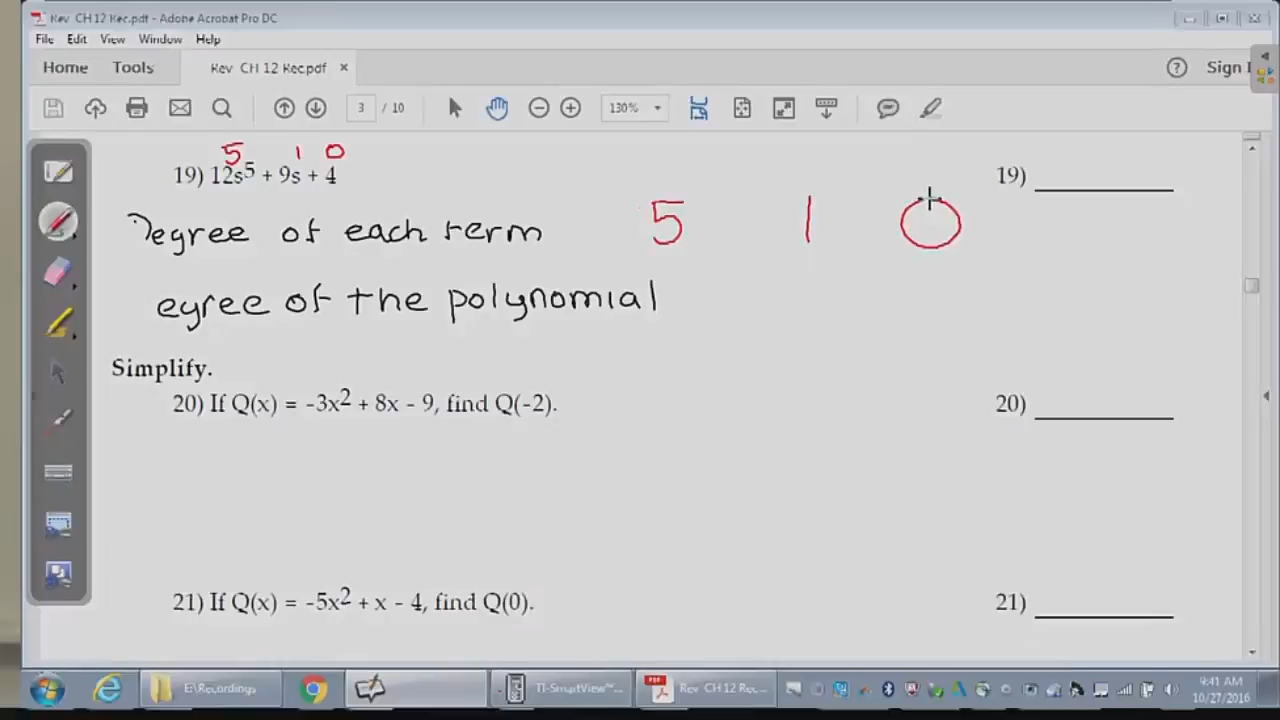 Rev CH 12 Rec.pdf - Adobe Acrobat Pro DC
File Edit View Window Help
Home Tools Rev CH 12 Rec.pdf × ? Sign
3 / 10 130%
5 1 0
19) 12s⁵ + 9s + 4 19)
Degree of each term 5 1 0
egree of the polynomial
Simplify.
20) If Q(x) = -3x² + 8x - 9, find Q(-2). 20)
21) If Q(x) = -5x² + x - 4, find Q(0). 21)
E:\Recordings TI-SmartView™... Rev CH 12 Rec... 9:41 AM
10/27/2016